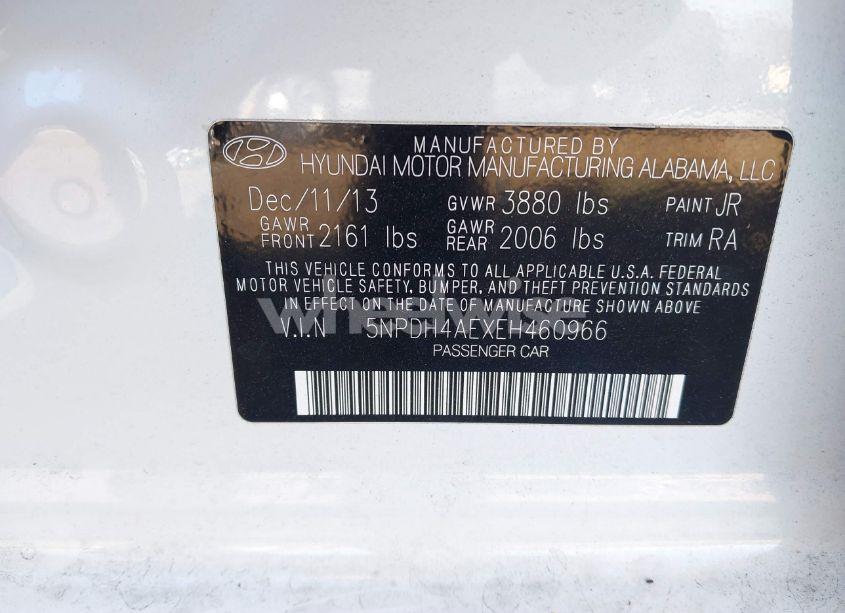 MANUFACTURED BY
HYUNDAI MOTOR MANUFACTURING ALABAMA, LLC
Dec/11/13 GVWR 3880 lbs PAINT JR
GAWR FRONT 2161 lbs GAWR REAR 2006 lbs TRIM RA
THIS VEHICLE CONFORMS TO ALL APPLICABLE U.S.A. FEDERAL
MOTOR VEHICLE SAFETY, BUMPER, AND THEFT PREVENTION STANDARDS
IN EFFECT ON THE DATE OF MANUFACTURE SHOWN ABOVE
wheelwise
V.I.N 5NPDH4AEXEH460966
PASSENGER CAR